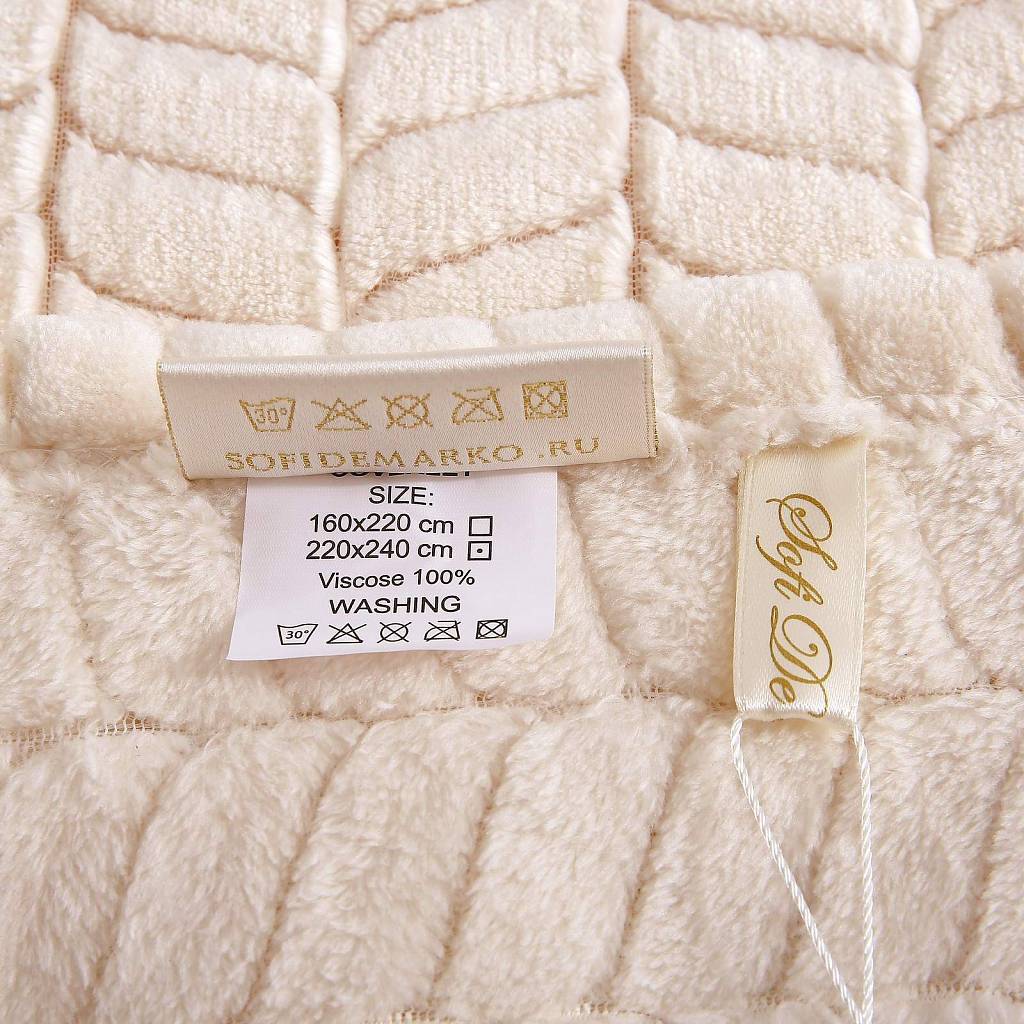 30°
SOFIDEMARKO.RU
SIZE:
160x220 cm
220x240 cm
Viscose 100%
WASHING
30°
Sofi De